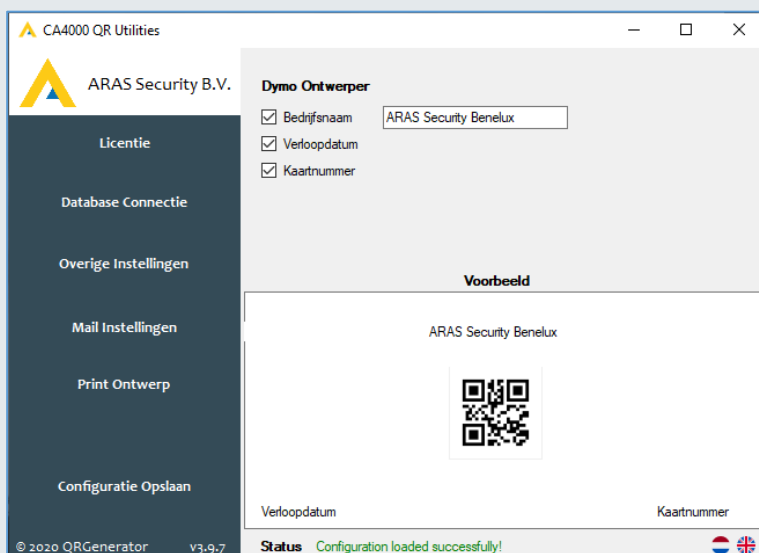 CA4000 QR Utilities
ARAS Security B.V.
Licentie
Database Connectie
Overige Instellingen
Mail Instellingen
Print Ontwerp
Configuratie Opslaan
© 2020 QRGenerator v3.9.7
Dymo Ontwerper
Bedrijfsnaam ARAS Security Benelux
Verloopdatum
Kaartnummer
Voorbeeld
ARAS Security Benelux
Verloopdatum Kaartnummer
Status Configuration loaded successfully!